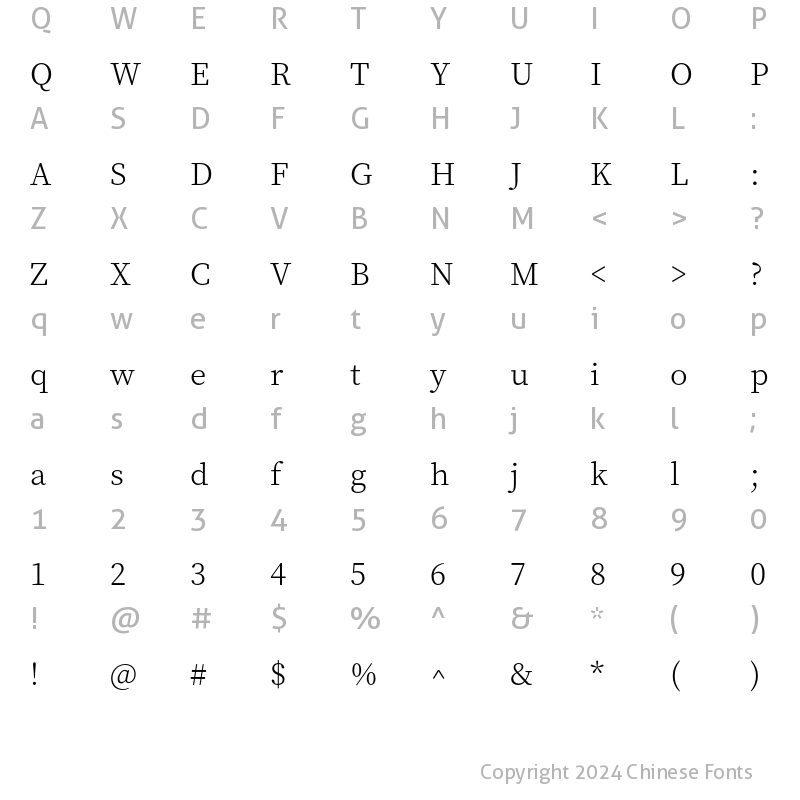 Q W E R T Y U I O P
Q W E R T Y U I O P
A S D F G H J K L :
A S D F G H J K L :
Z X C V B N M < > ?
Z X C V B N M < > ?
q w e r t y u i o p
q w e r t y u i o p
a s d f g h j k l ;
a s d f g h j k l ;
1 2 3 4 5 6 7 8 9 0
1 2 3 4 5 6 7 8 9 0
! @ # $ % ^ & * ( )
! @ # $ % ^ & * ( )
Copyright 2024 Chinese Fonts